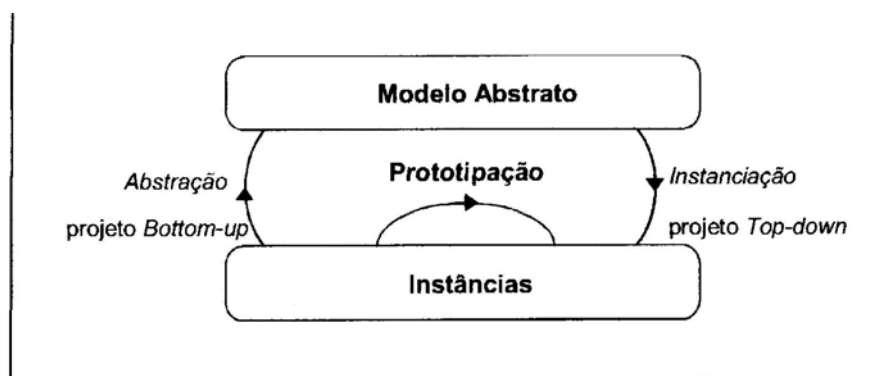 Modelo Abstrato
Abstração
Prototipação
Instanciação
projeto Bottom-up
projeto Top-down
Instâncias